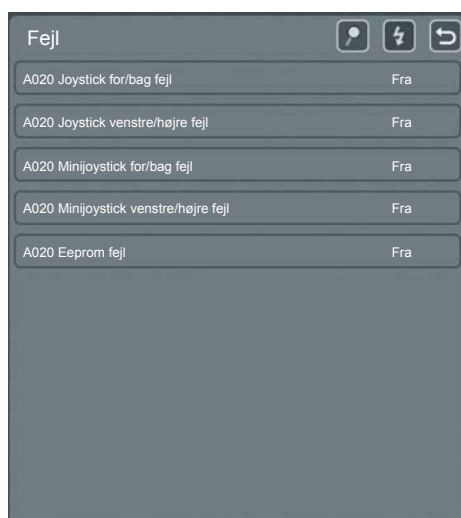 Fejl
A020 Joystick for/bag fejl Fra
A020 Joystick venstre/højre fejl Fra
A020 Minijoystick for/bag fejl Fra
A020 Minijoystick venstre/højre fejl Fra
A020 Eeprom fejl Fra